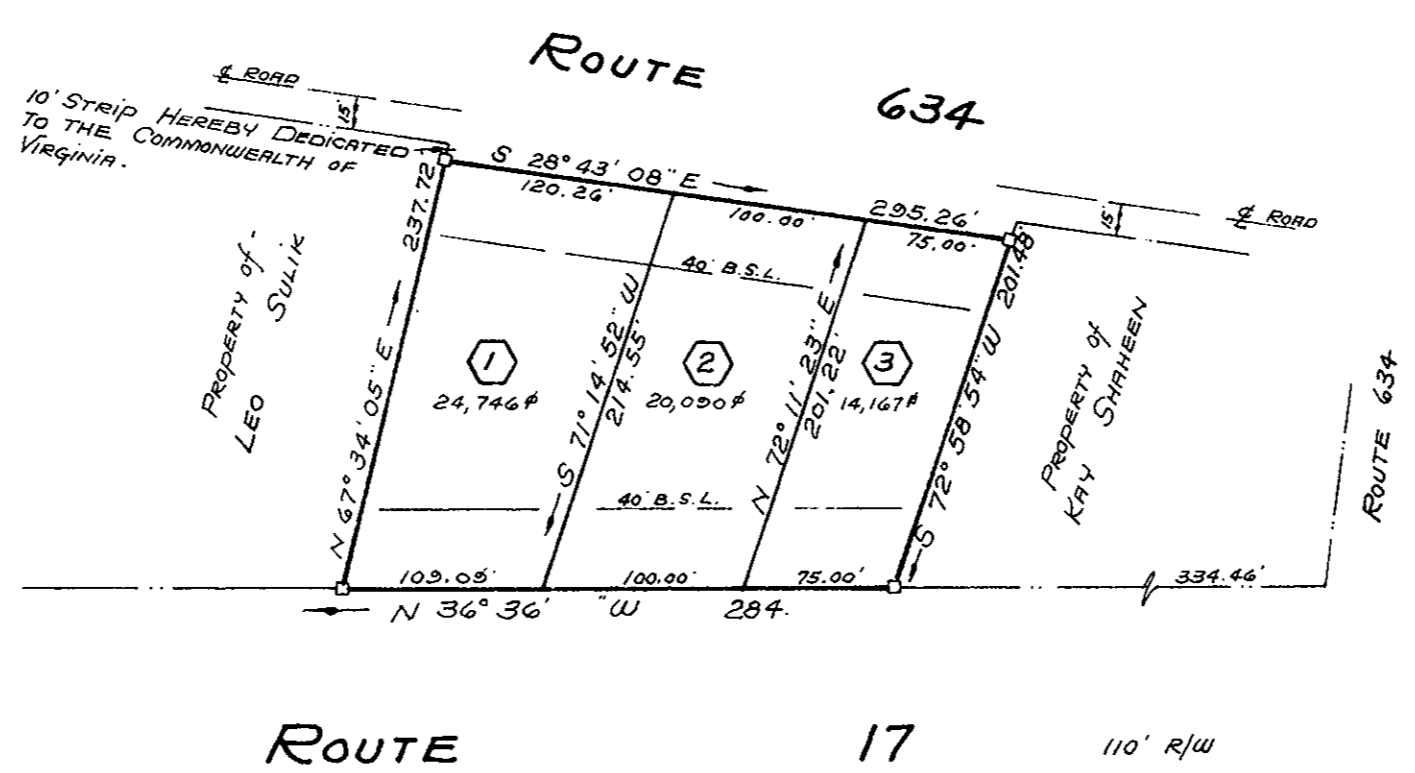 ROUTE 634
℄ ROAD
15'
10' STRIP HEREBY DEDICATED
TO THE COMMONWEALTH OF
VIRGINIA.
S 28° 43' 08" E
295.26'
120.26'
100.00'
75.00'
15'
℄ ROAD
N 67° 34' 05" E 237.72'
S 71° 14' 52" W
214.55'
N 72° 11' 23" E
201.22'
S 72° 58' 54" W 201.48'
40' B.S.L.
PROPERTY of
LEO SULIK
1
24,746
2
20,090
3
14,167
PROPERTY of
KAY SHAHEEN
ROUTE 634
40' B.S.L.
100.00'
75.00'
334.46'
N 36° 36' "W 284.
ROUTE 17
110' R/W